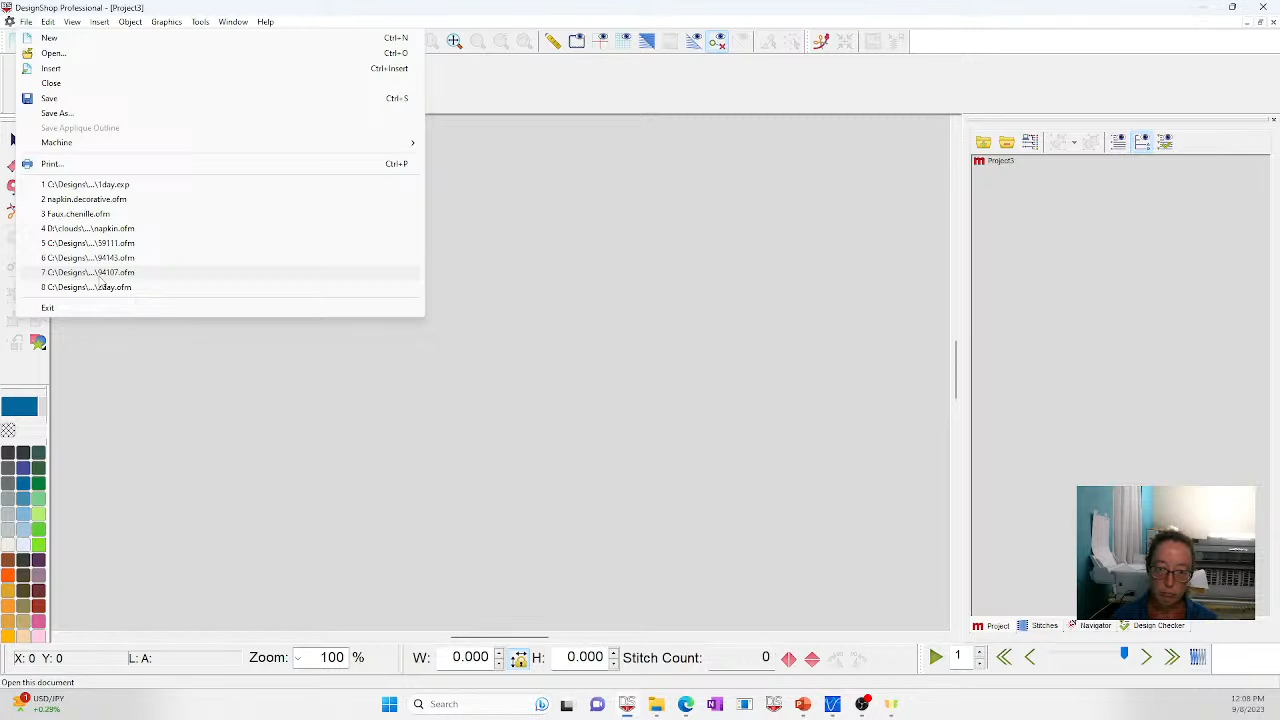 DesignShop Professional - [Project3]
File Edit View Insert Object Graphics Tools Window Help
New Ctrl+N
Open... Ctrl+O
Insert Ctrl+Insert
Close
Save Ctrl+S
Save As...
Save Applique Outline
Machine
Print... Ctrl+P
1 C:\Designs\...\1day.exp
2 napkin.decorative.ofm
3 Faux.chenille.ofm
4 D:\clouds\...\napkin.ofm
5 C:\Designs\...\59111.ofm
6 C:\Designs\...\94143.ofm
7 C:\Designs\...\94107.ofm
8 C:\Designs\...day.ofm
Exit
Project3
Project Stitches Navigator Design Checker
X: 0 Y: 0 L: A: Zoom: 100 % W: 0.000 H: 0.000 Stitch Count: 0 1
Open this document
USD/JPY
+0.29%
Search
12:08 PM
9/8/2023